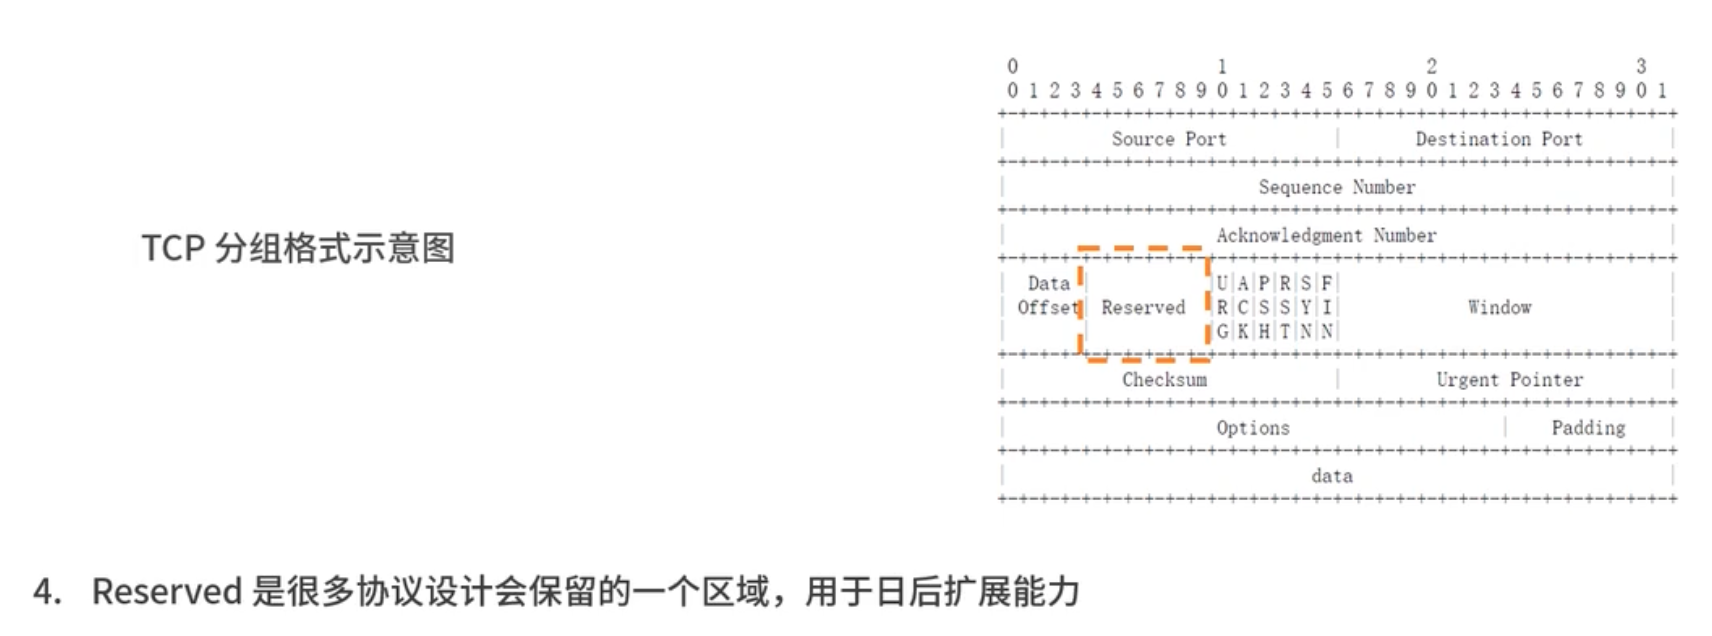 0                   1                   2                   3
0 1 2 3 4 5 6 7 8 9 0 1 2 3 4 5 6 7 8 9 0 1 2 3 4 5 6 7 8 9 0 1
Source Port | Destination Port
Sequence Number
TCP 分组格式示意图
Acknowledgment Number
Data | | U|A|P|R|S|F|
Offset | Reserved | R|C|S|S|Y|I| Window
| | G|K|H|T|N|N|
Checksum | Urgent Pointer
Options | Padding
data
4. Reserved 是很多协议设计会保留的一个区域，用于日后扩展能力